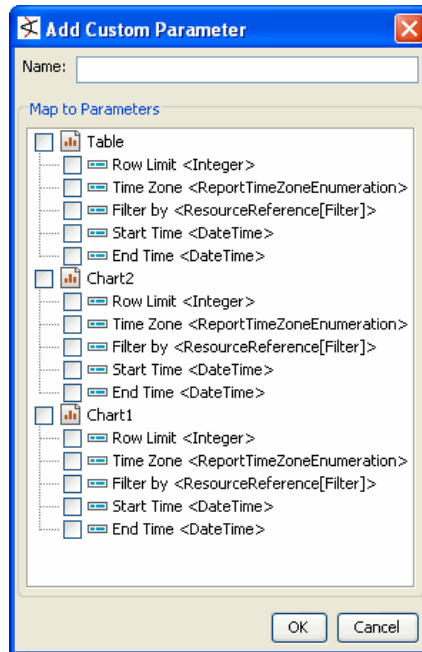 Add Custom Parameter
Name:
Map to Parameters
Table
Row Limit <Integer>
Time Zone <ReportTimeZoneEnumeration>
Filter by <ResourceReference[Filter]>
Start Time <DateTime>
End Time <DateTime>
Chart2
Row Limit <Integer>
Time Zone <ReportTimeZoneEnumeration>
Filter by <ResourceReference[Filter]>
Start Time <DateTime>
End Time <DateTime>
Chart1
Row Limit <Integer>
Time Zone <ReportTimeZoneEnumeration>
Filter by <ResourceReference[Filter]>
Start Time <DateTime>
End Time <DateTime>
OK Cancel